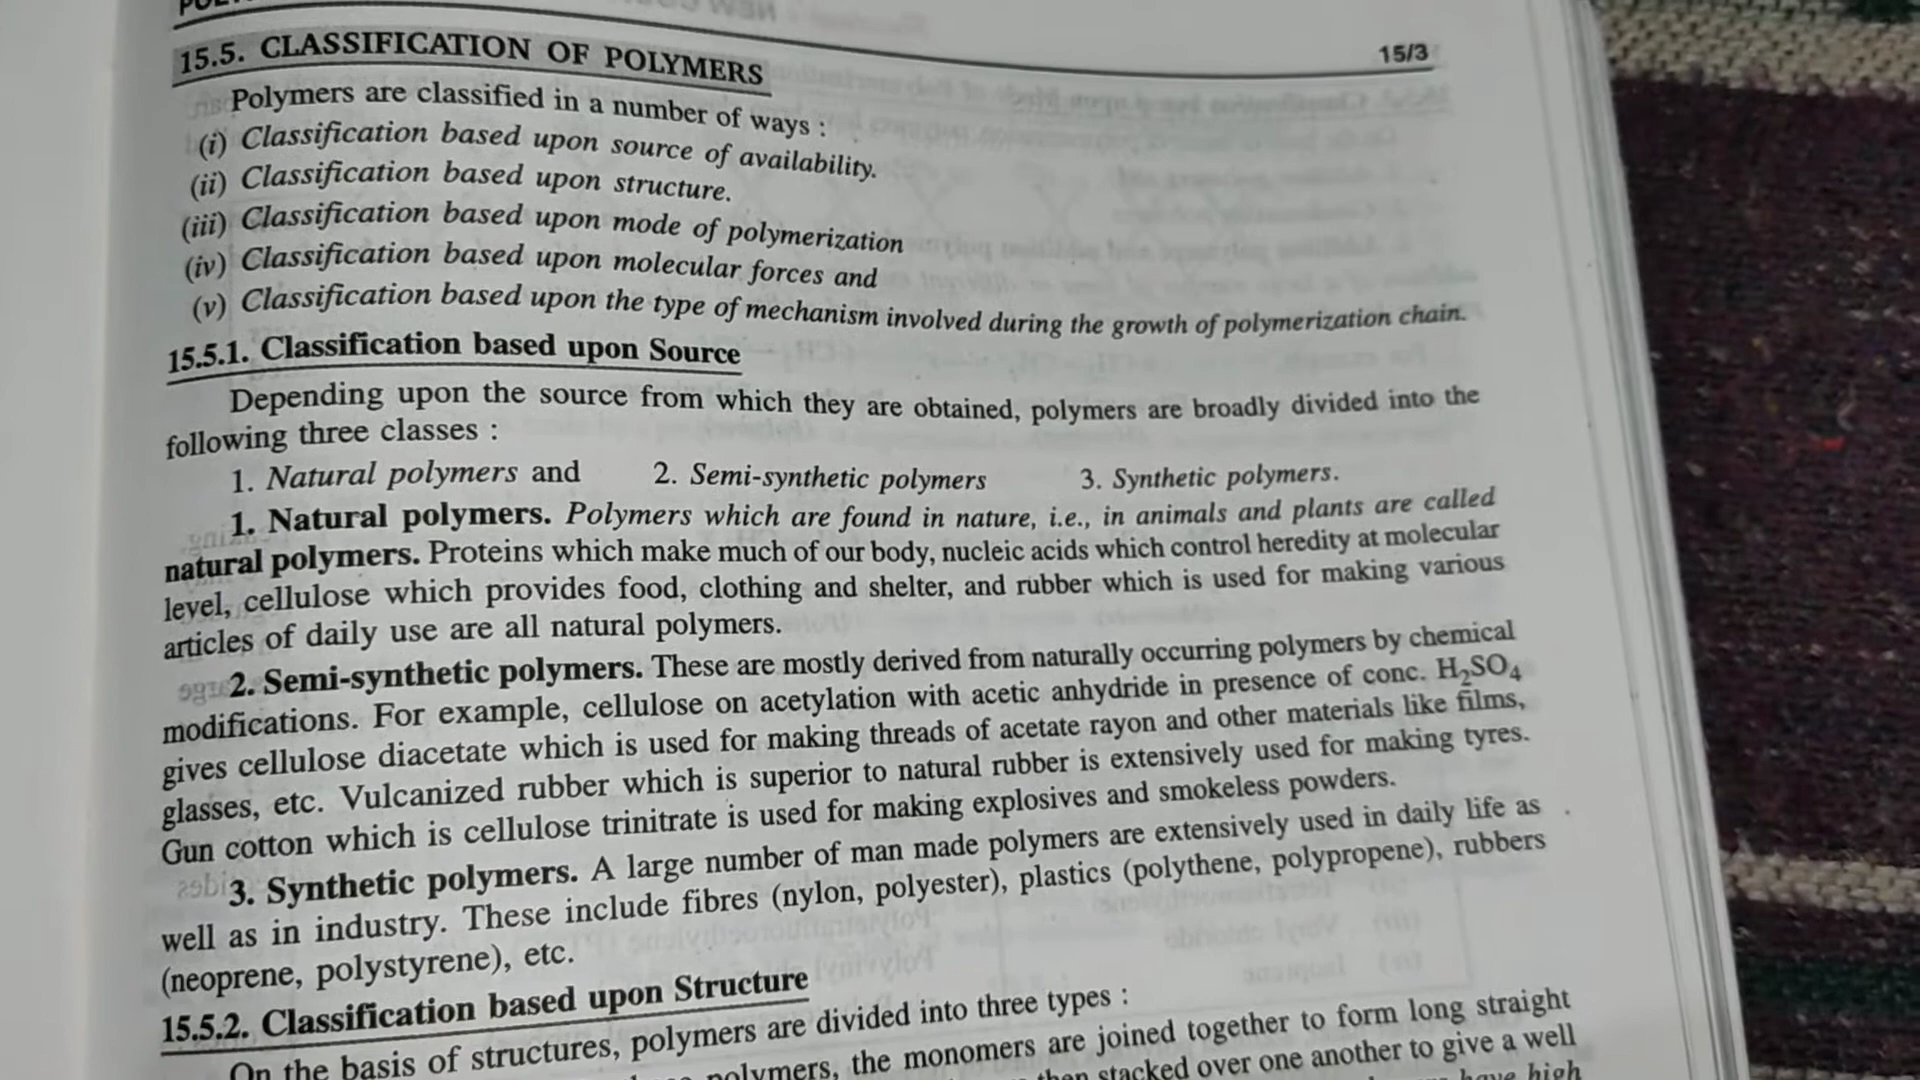 15/3
15.5. CLASSIFICATION OF POLYMERS
Polymers are classified in a number of ways :
(i) Classification based upon source of availability.
(ii) Classification based upon structure.
(iii) Classification based upon mode of polymerization
(iv) Classification based upon molecular forces and
(v) Classification based upon the type of mechanism involved during the growth of polymerization chain.
15.5.1. Classification based upon Source
Depending upon the source from which they are obtained, polymers are broadly divided into the
following three classes :
1. Natural polymers and 2. Semi-synthetic polymers 3. Synthetic polymers.
1. Natural polymers. Polymers which are found in nature, i.e., in animals and plants are called
natural polymers. Proteins which make much of our body, nucleic acids which control heredity at molecular
level, cellulose which provides food, clothing and shelter, and rubber which is used for making various
articles of daily use are all natural polymers.
2. Semi-synthetic polymers. These are mostly derived from naturally occurring polymers by chemical
modifications. For example, cellulose on acetylation with acetic anhydride in presence of conc. H₂SO₄
gives cellulose diacetate which is used for making threads of acetate rayon and other materials like films,
glasses, etc. Vulcanized rubber which is superior to natural rubber is extensively used for making tyres.
Gun cotton which is cellulose trinitrate is used for making explosives and smokeless powders.
3. Synthetic polymers. A large number of man made polymers are extensively used in daily life as
well as in industry. These include fibres (nylon, polyester), plastics (polythene, polypropene), rubbers
(neoprene, polystyrene), etc.
15.5.2. Classification based upon Structure
On the basis of structures, polymers are divided into three types :
polymers, the monomers are joined together to form long straight
then stacked over one another to give a well
have high